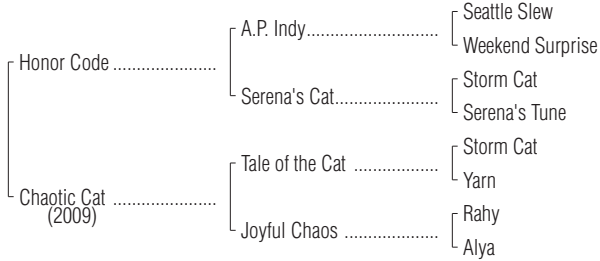 Seattle Slew
A.P. Indy........................................
Weekend Surprise
Honor Code ........................
Storm Cat
Serena's Cat................................
Serena's Tune
Storm Cat
Tale of the Cat ..........................
Yarn
Chaotic Cat ........................
(2009)
Rahy
Joyful Chaos .............................
Alya